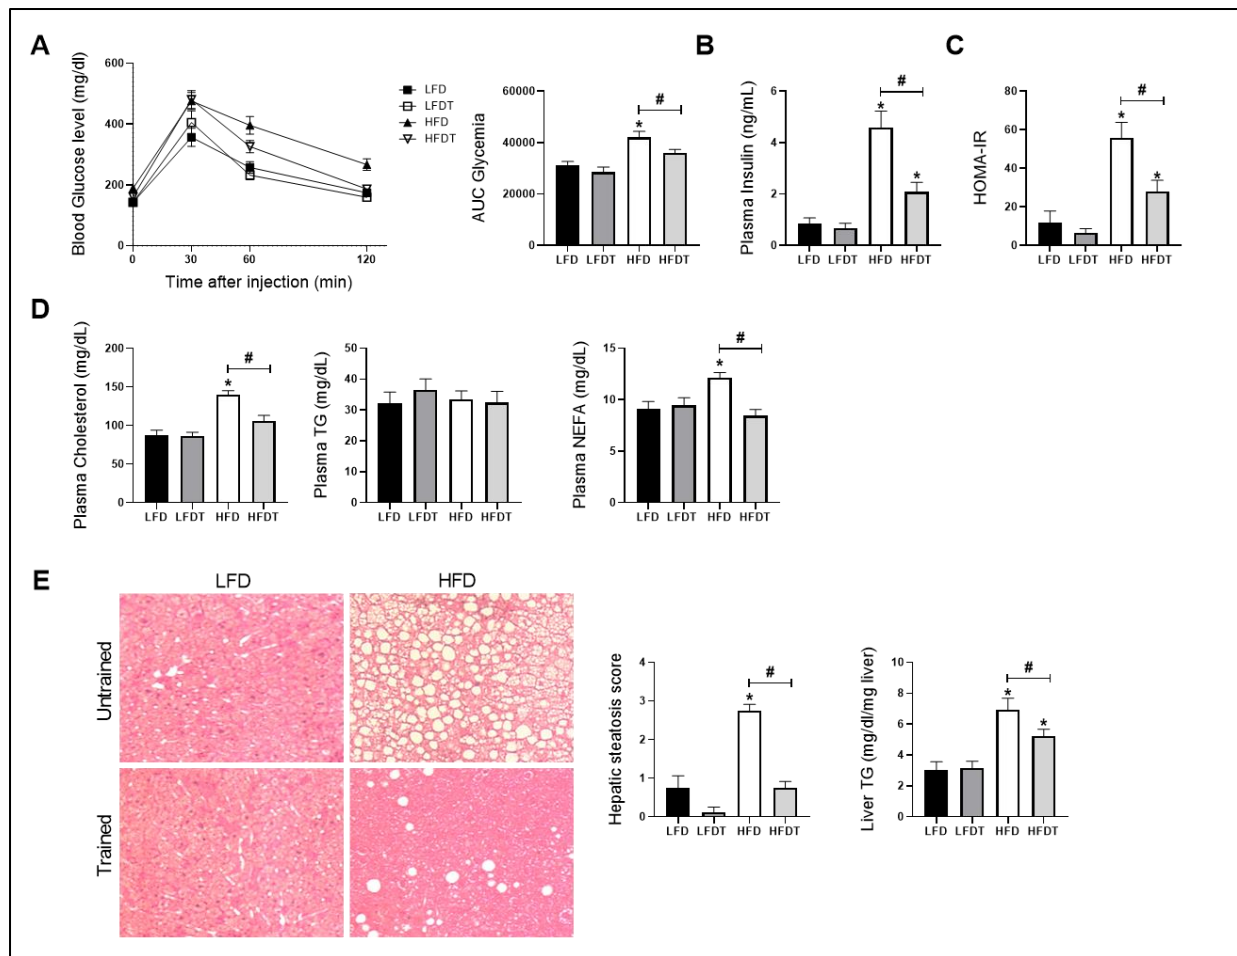 A
Blood Glucose level (mg/dl)
600
400
200
0
0
30
60
120
Time after injection (min)
LFD
LFDT
HFD
HFDT
AUC Glycemia
60000
40000
20000
0
*
#
LFD
LFDT
HFD
HFDT
B
Plasma Insulin (ng/mL)
6
4
2
0
*
#
*
LFD
LFDT
HFD
HFDT
C
HOMA-IR
80
60
40
20
0
*
#
*
LFD
LFDT
HFD
HFDT
D
Plasma Cholesterol (mg/dL)
200
150
100
50
0
*
#
LFD
LFDT
HFD
HFDT
Plasma TG (mg/dL)
50
40
30
20
10
0
LFD
LFDT
HFD
HFDT
Plasma NEFA (mg/dL)
15
10
5
0
*
#
LFD
LFDT
HFD
HFDT
E
LFD
HFD
Untrained
Trained
Hepatic steatosis score
4
3
2
1
0
*
#
LFD
LFDT
HFD
HFDT
Liver TG (mg/dl/mg liver)
10
8
6
4
2
0
*
#
*
LFD
LFDT
HFD
HFDT